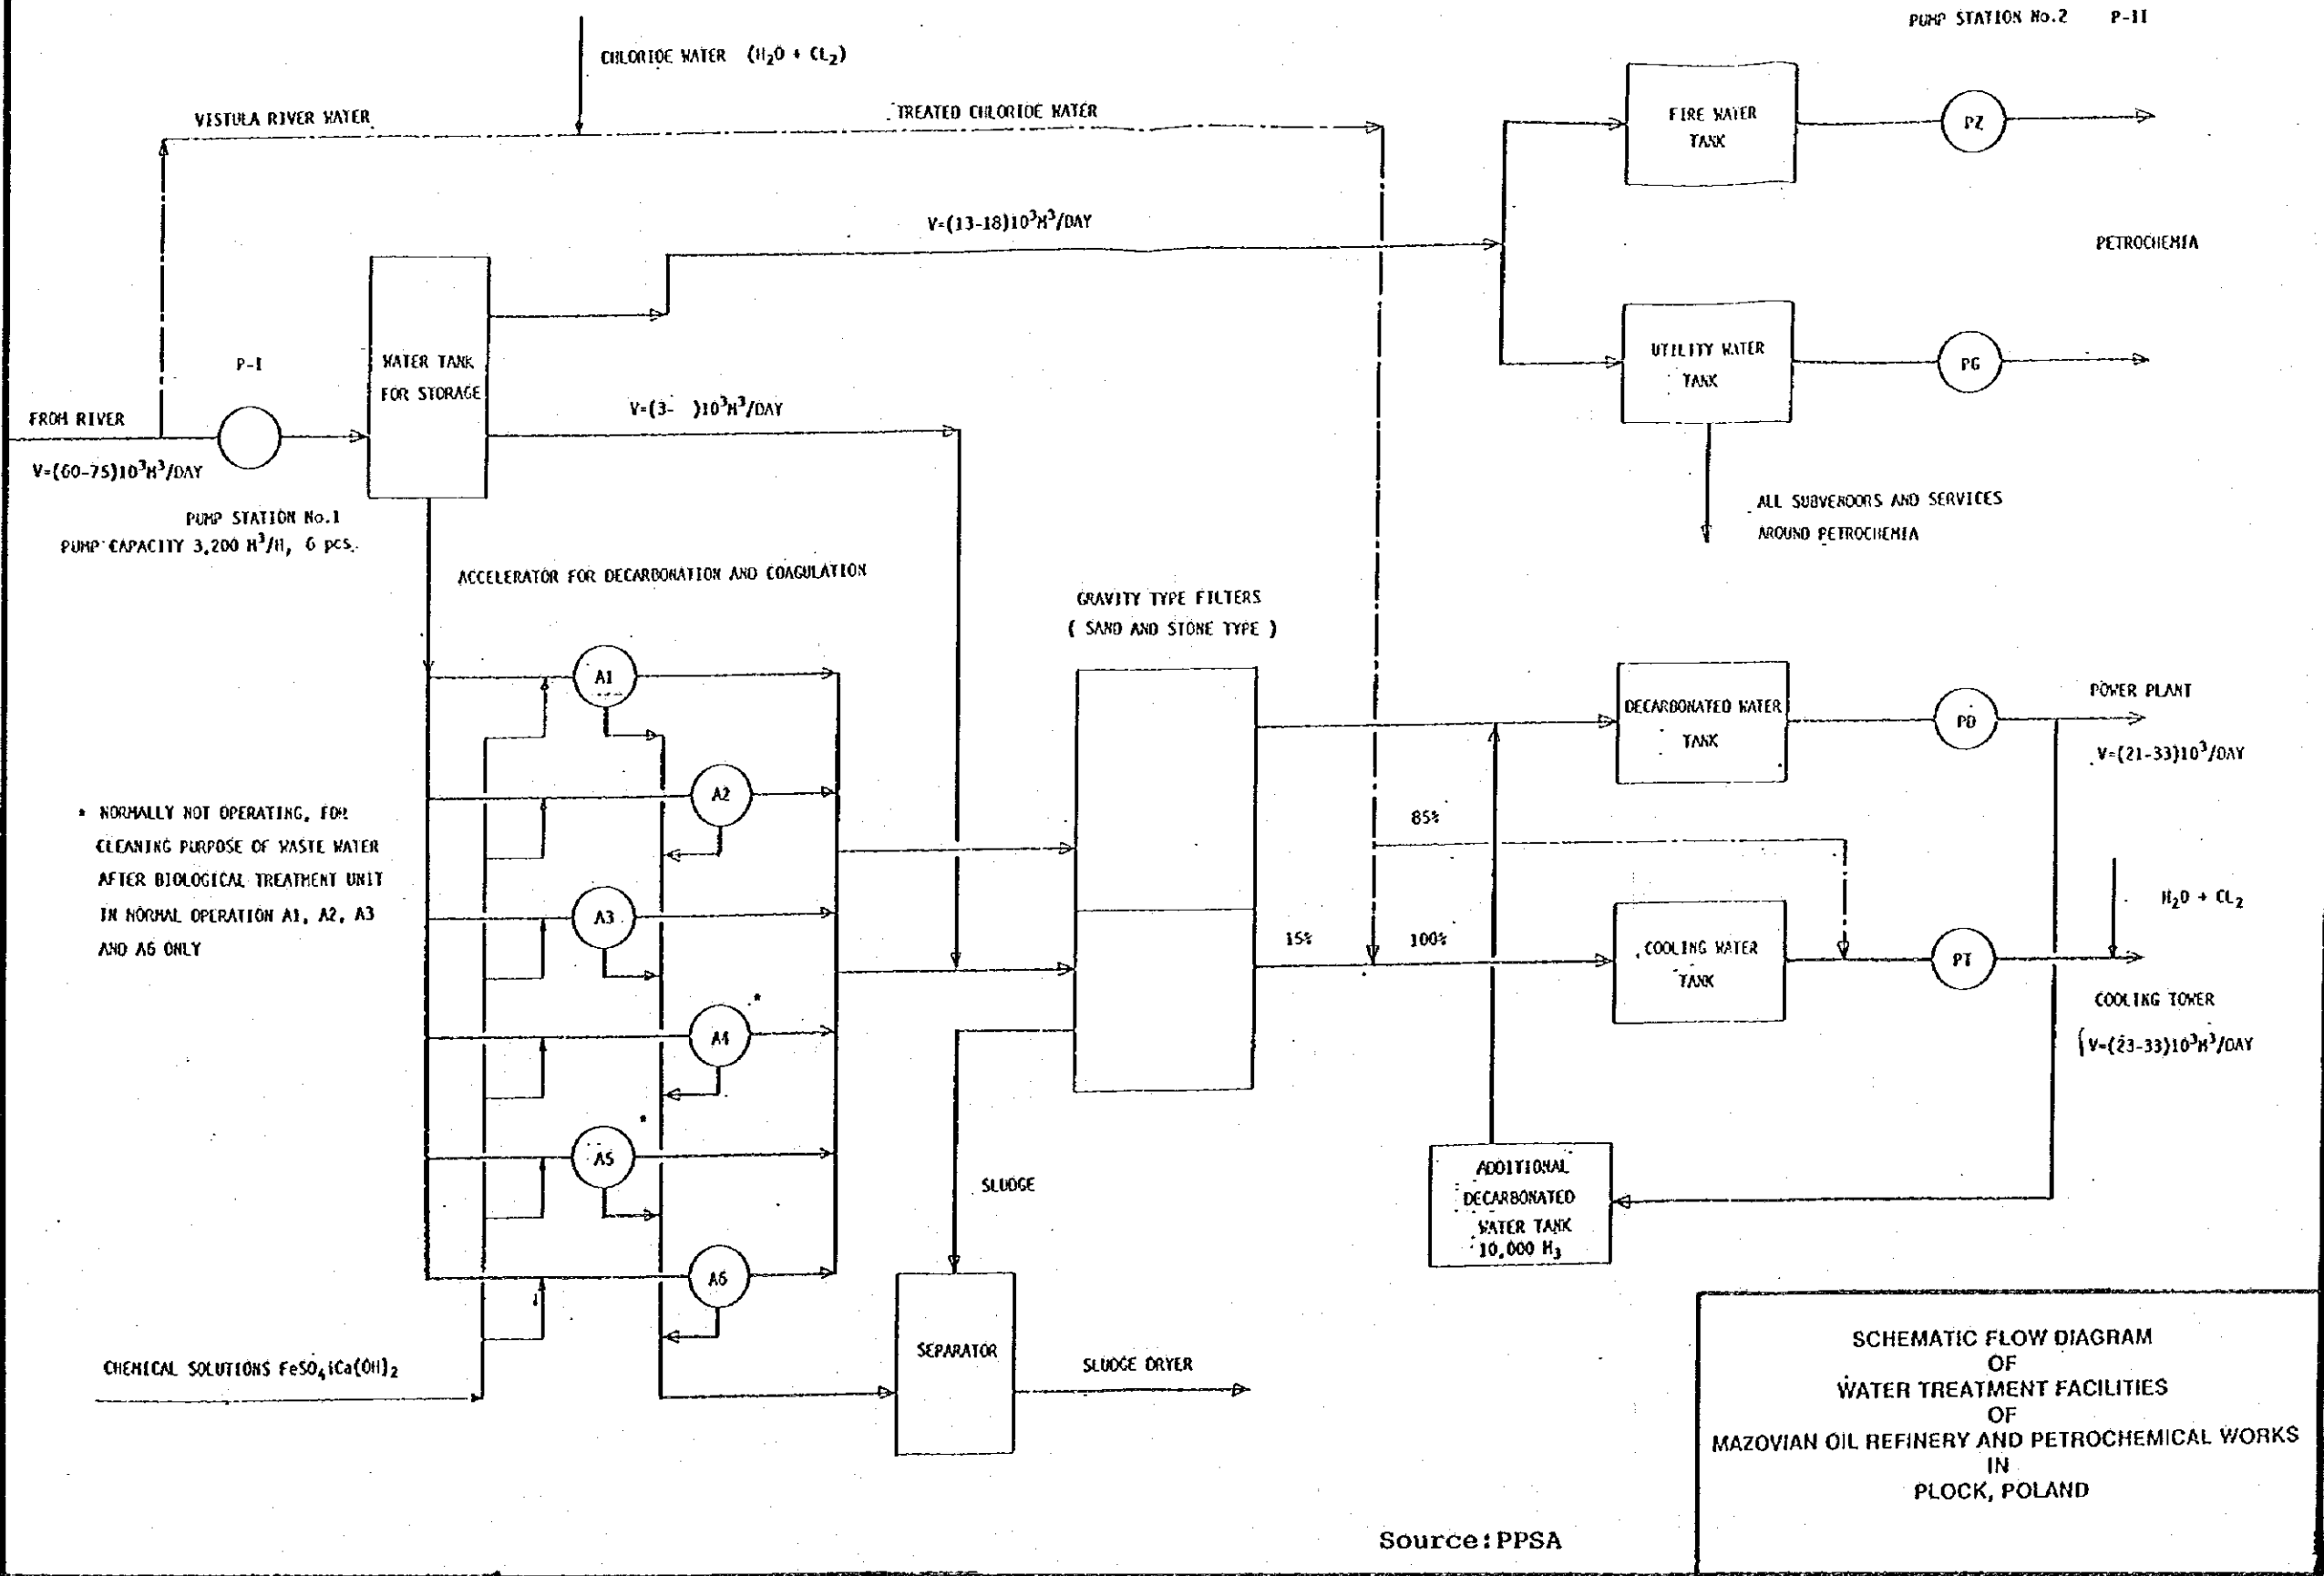 PUMP STATION No.2 P-II
CHLORIDE WATER (H2O + CL2)
VISTULA RIVER WATER
TREATED CHLORIDE WATER
FIRE WATER
TANK
PZ
V=(13-18)10³M³/DAY
PETROCHEMIA
P-I
WATER TANK
FOR STORAGE
UTILITY WATER
TANK
PG
FROM RIVER
V=(3- )10³M³/DAY
V=(60-75)10³M³/DAY
PUMP STATION No.1
PUMP CAPACITY 3,200 M³/H, 6 pcs.
ALL SUBVENDORS AND SERVICES
AROUND PETROCHEMIA
ACCELERATOR FOR DECARBONATION AND COAGULATION
GRAVITY TYPE FILTERS
( SAND AND STONE TYPE )
A1
A2
A3
A4 *
A5 *
A6
* NORMALLY NOT OPERATING, FOR
CLEANING PURPOSE OF WASTE WATER
AFTER BIOLOGICAL TREATMENT UNIT
IN NORMAL OPERATION A1, A2, A3
AND A6 ONLY
DECARBONATED WATER
TANK
PD
POWER PLANT
V=(21-33)10³/DAY
85%
15%
100%
COOLING WATER
TANK
PT
H2O + CL2
COOLING TOWER
V=(23-33)10³M³/DAY
SLUDGE
ADDITIONAL
DECARBONATED
WATER TANK
10,000 M3
CHEMICAL SOLUTIONS FeSO4iCa(OH)2
SEPARATOR
SLUDGE DRYER
SCHEMATIC FLOW DIAGRAM
OF
WATER TREATMENT FACILITIES
OF
MAZOVIAN OIL REFINERY AND PETROCHEMICAL WORKS
IN
PLOCK, POLAND
Source:PPSA